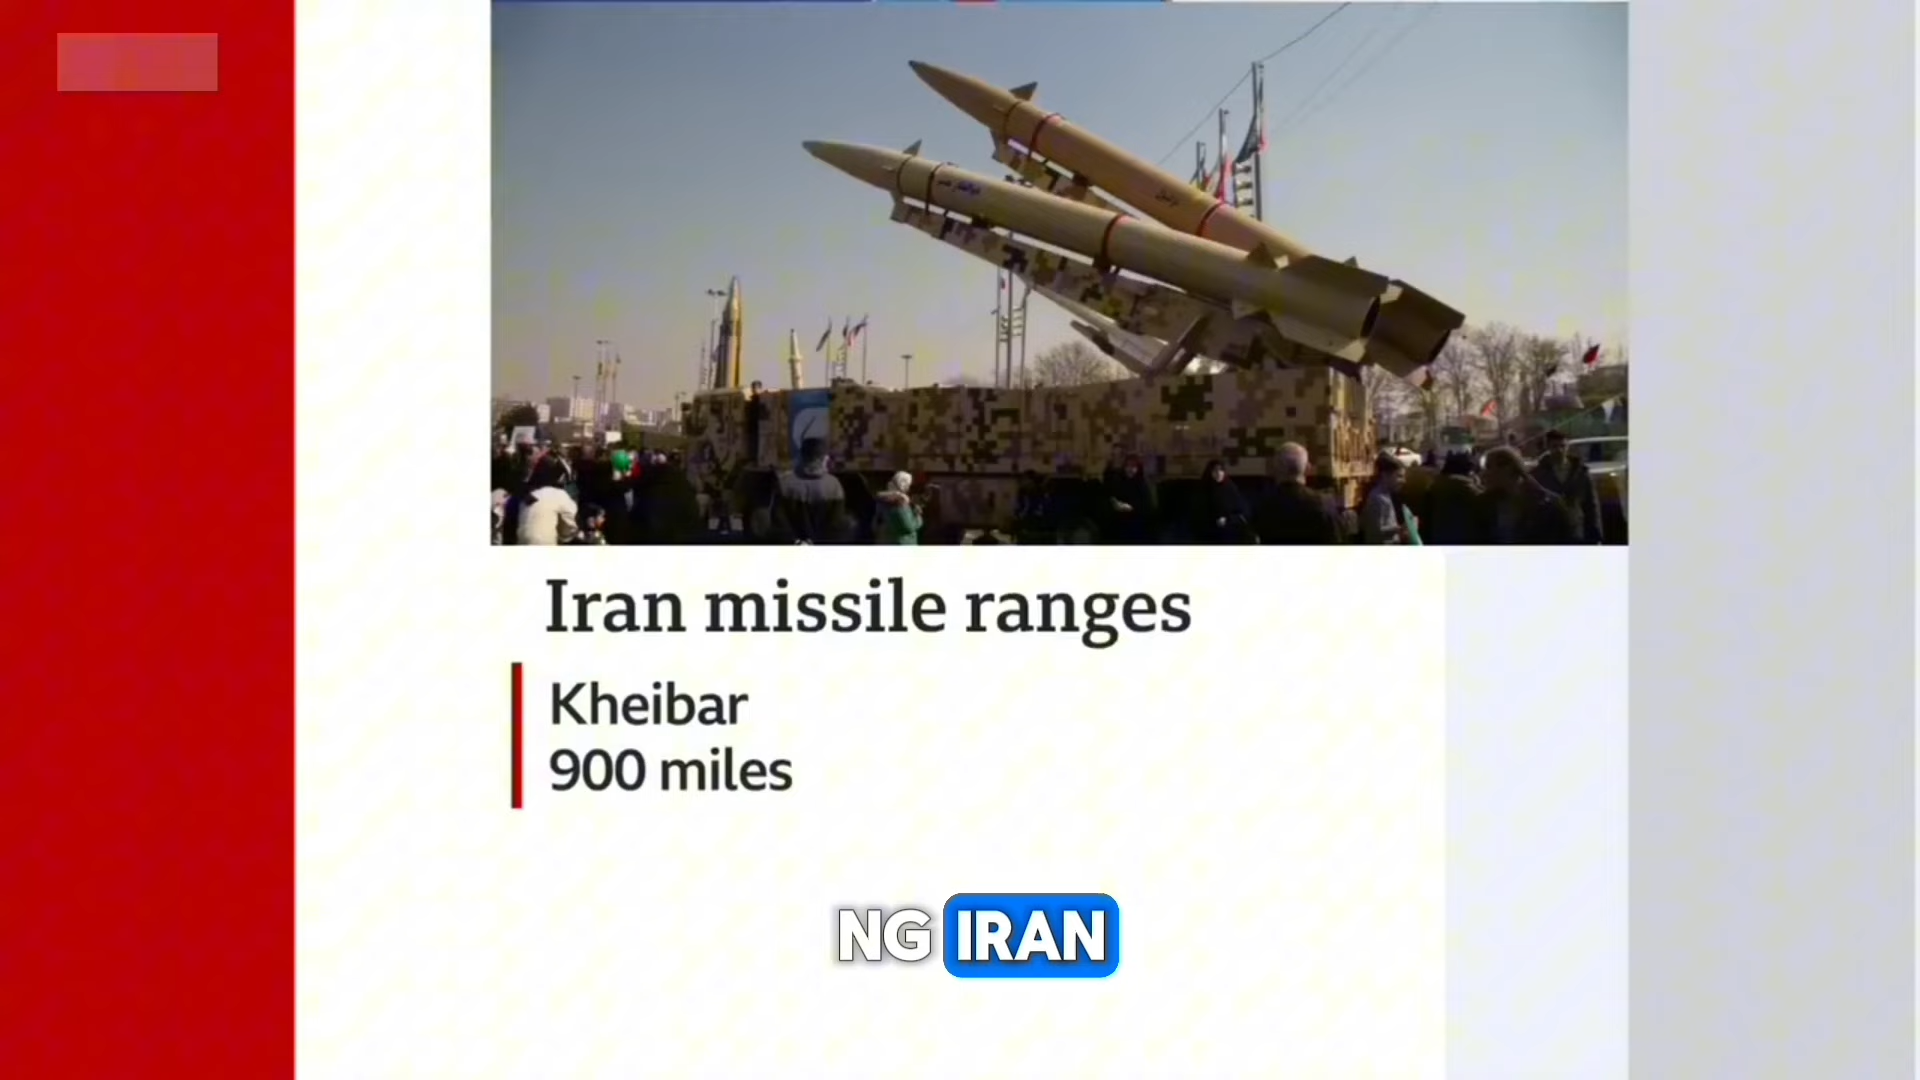 Iran missile ranges
Kheibar
900 miles
NG IRAN